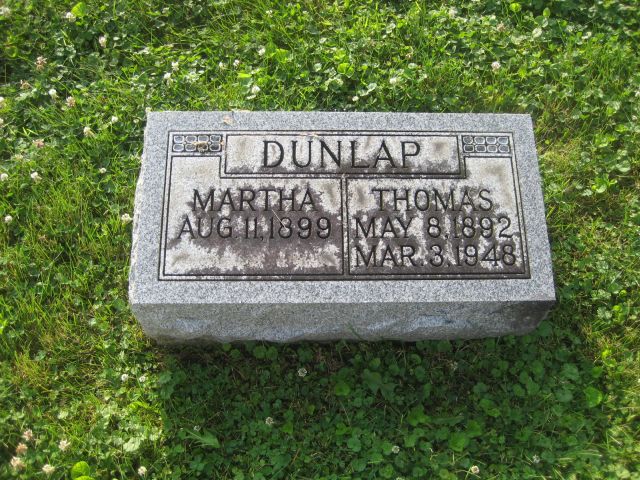 DUNLAP
MARTHA
AUG. 11, 1899
THOMAS
MAY 8, 1892
MAR. 3, 1948